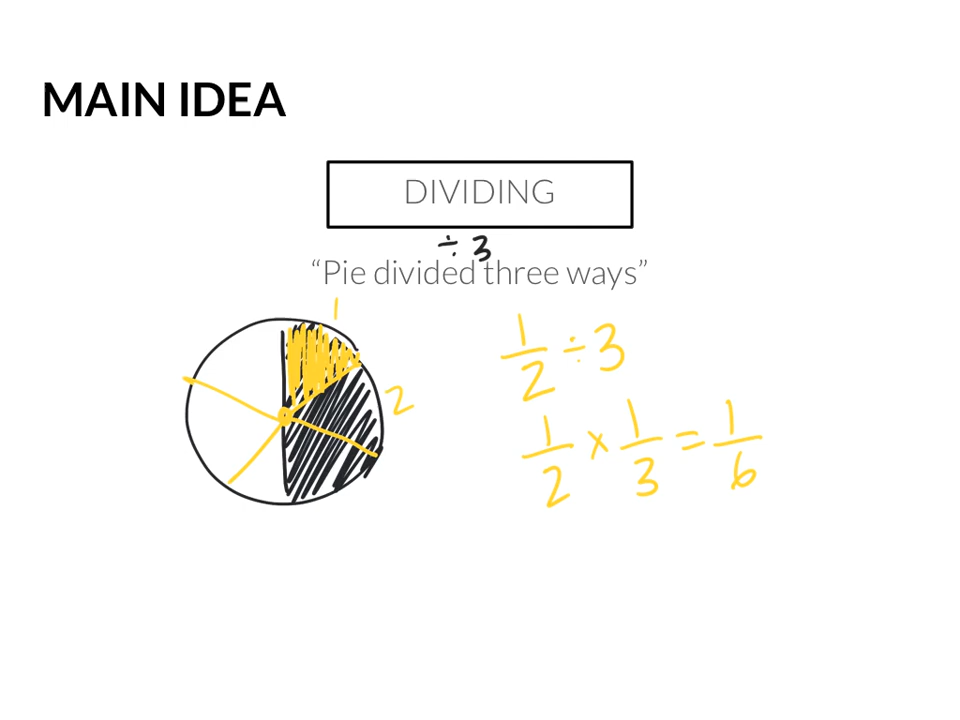 MAIN IDEA
DIVIDING
÷ 3
“Pie divided three ways”
1
2
1/2 ÷ 3
1/2 × 1/3 = 1/6